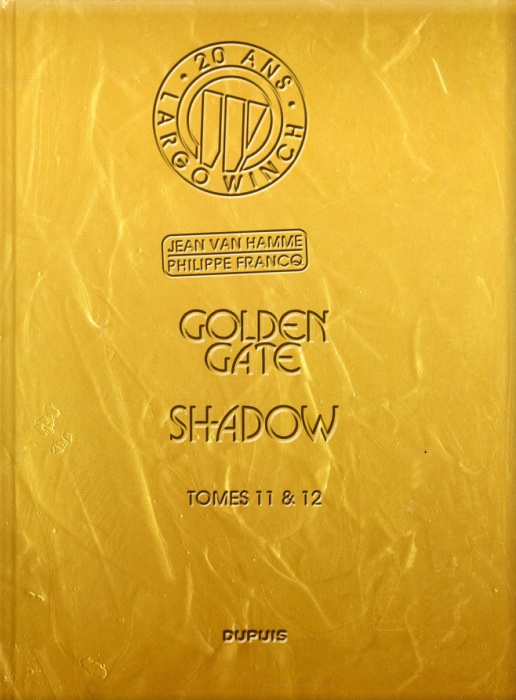 20 ANS
LARGO WINCH
JEAN VAN HAMME
PHILIPPE FRANCQ
GOLDEN
GATE
SHADOW
TOMES 11 & 12
DUPUIS